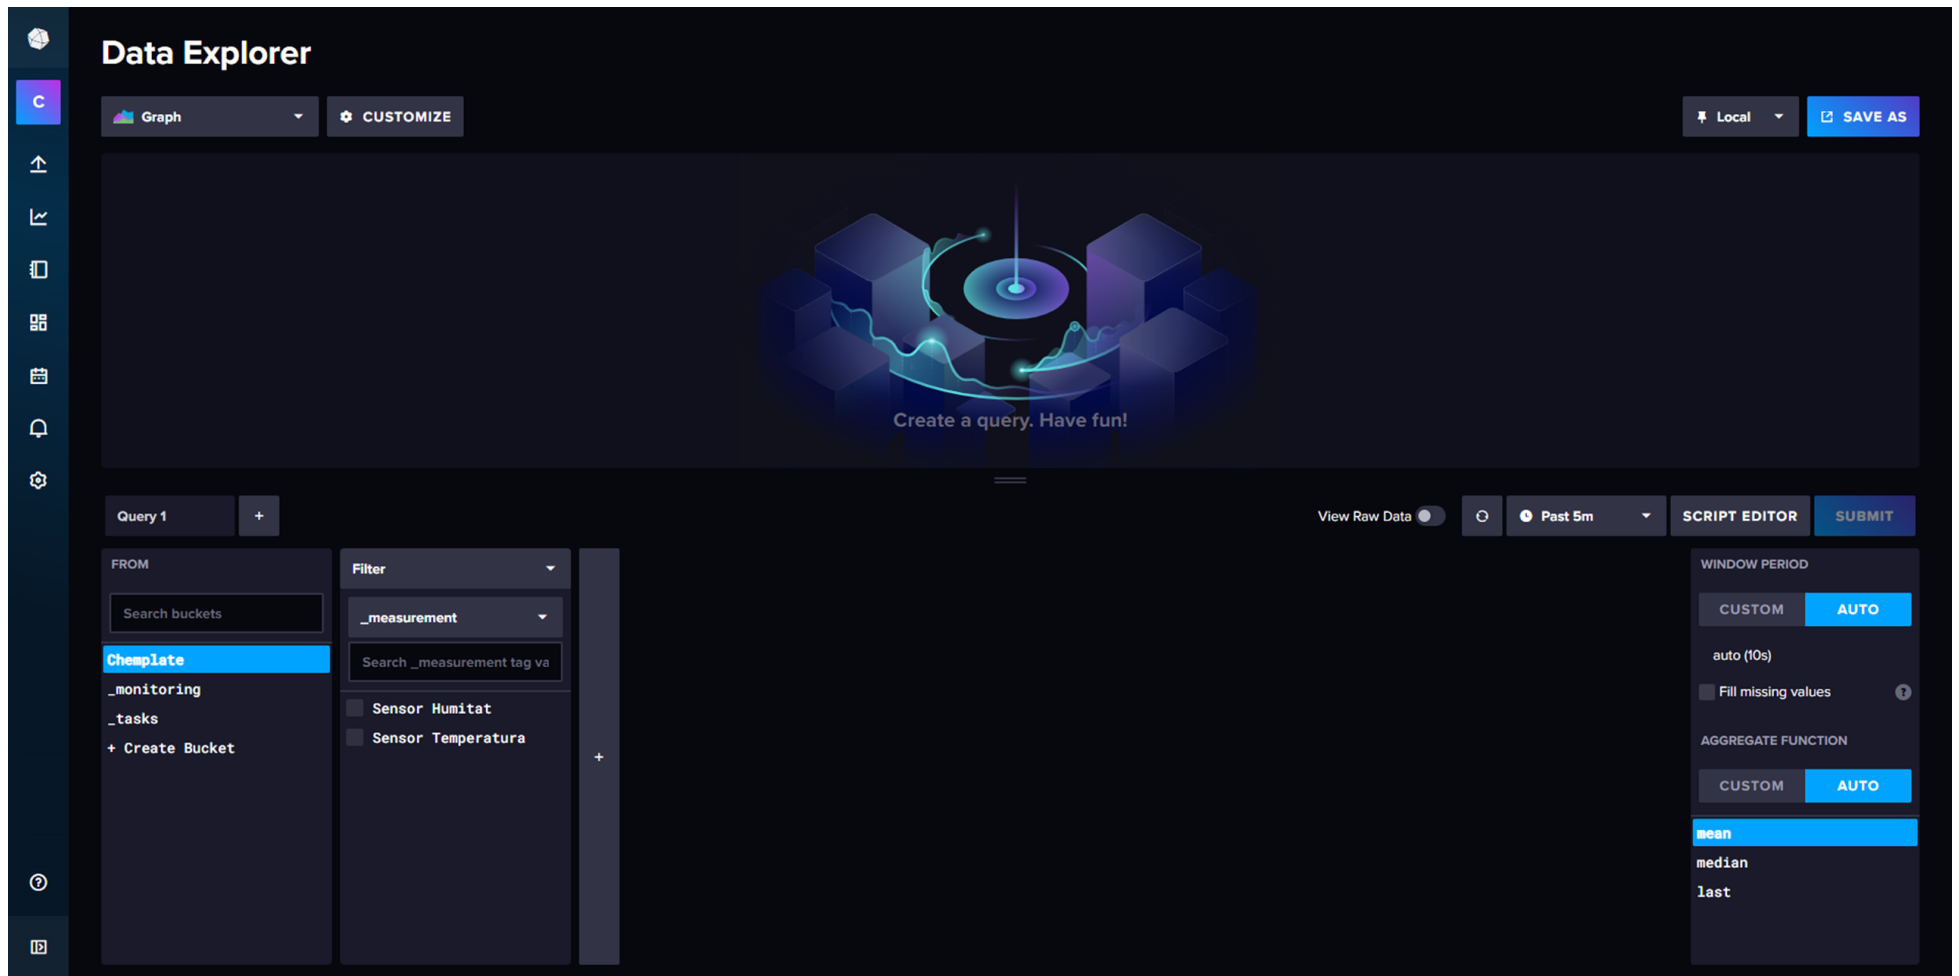 Data Explorer
C
Graph
CUSTOMIZE
Local
SAVE AS
Create a query. Have fun!
Query 1
+
View Raw Data
Past 5m
SCRIPT EDITOR
SUBMIT
FROM
Search buckets
Chemplate
_monitoring
_tasks
+ Create Bucket
Filter
_measurement
Search _measurement tag va
Sensor Humitat
Sensor Temperatura
+
WINDOW PERIOD
CUSTOM
AUTO
auto (10s)
Fill missing values
?
AGGREGATE FUNCTION
CUSTOM
AUTO
mean
median
last